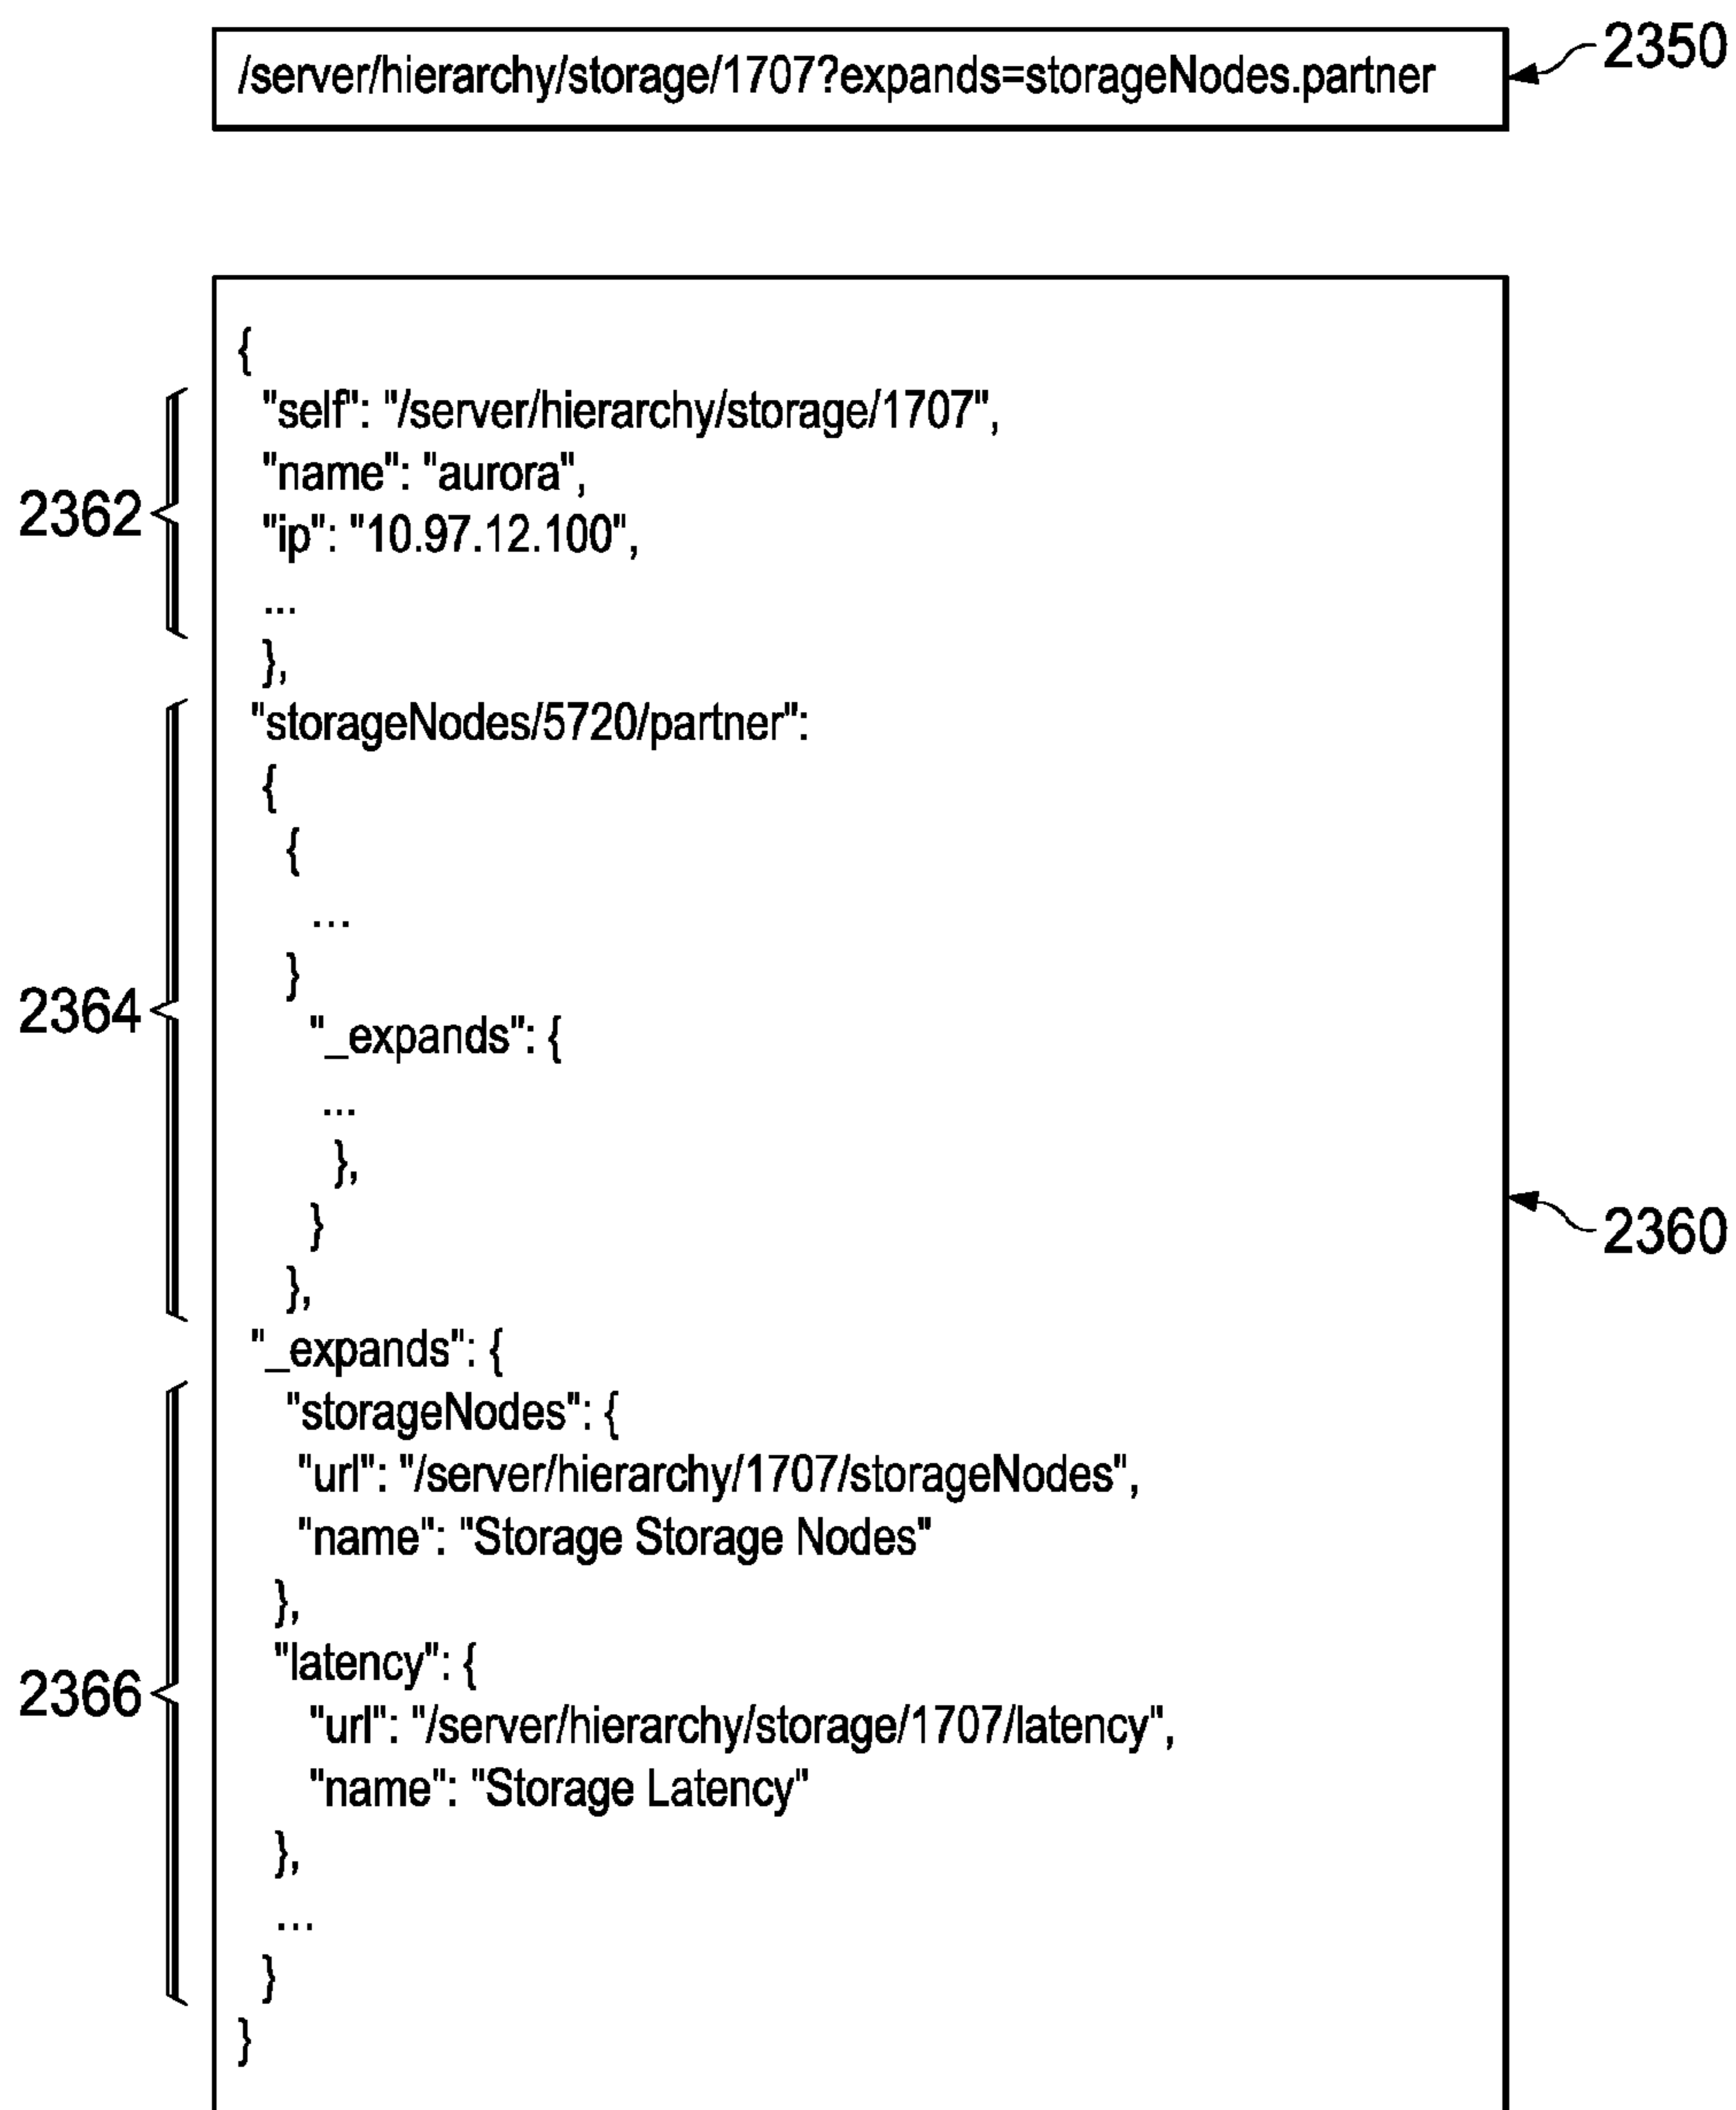 /server/hierarchy/storage/1707?expands=storageNodes.partner
2350
{
"self": "/server/hierarchy/storage/1707",
"name": "aurora",
2362
"ip": "10.97.12.100",
...
},
"storageNodes/5720/partner":
{
{
...
}
2364
"_expands": {
...
},
}
2360
},
"_expands": {
"storageNodes": {
"url": "/server/hierarchy/1707/storageNodes",
"name": "Storage Storage Nodes"
},
"latency": {
2366
"url": "/server/hierarchy/storage/1707/latency",
"name": "Storage Latency"
},
...
}
}